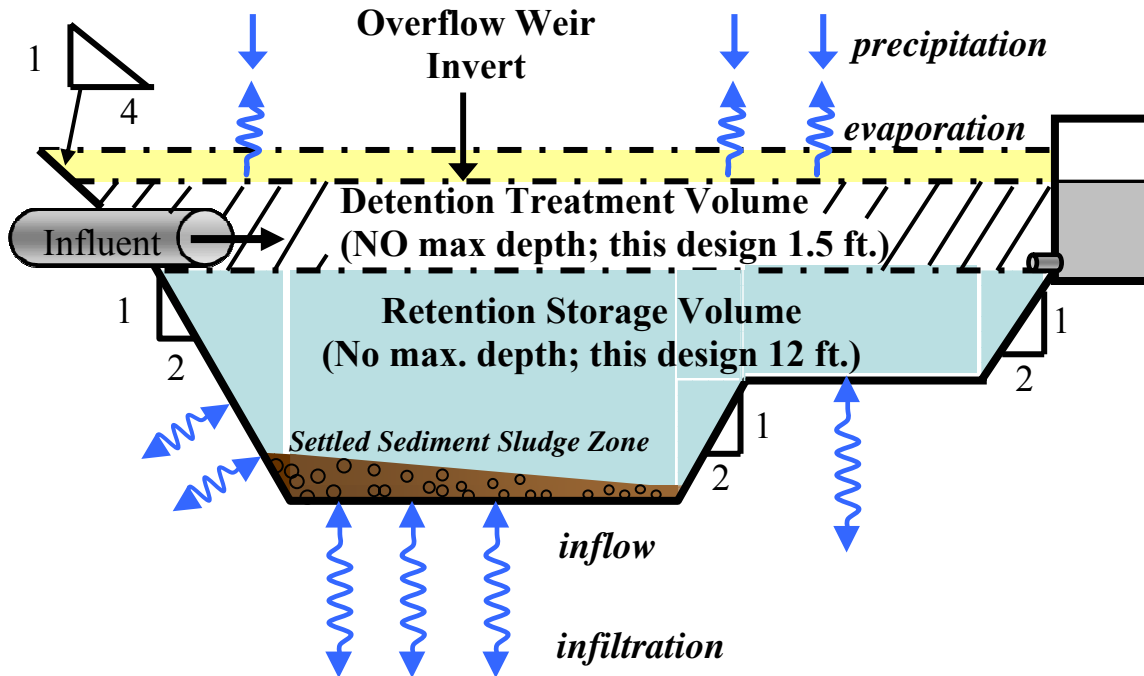 Overflow Weir
Invert
precipitation
1
4
evaporation
Detention Treatment Volume
(NO max depth; this design 1.5 ft.)
Influent
Retention Storage Volume
(No max. depth; this design 12 ft.)
1
2
1
2
Settled Sediment Sludge Zone
1
2
inflow
infiltration